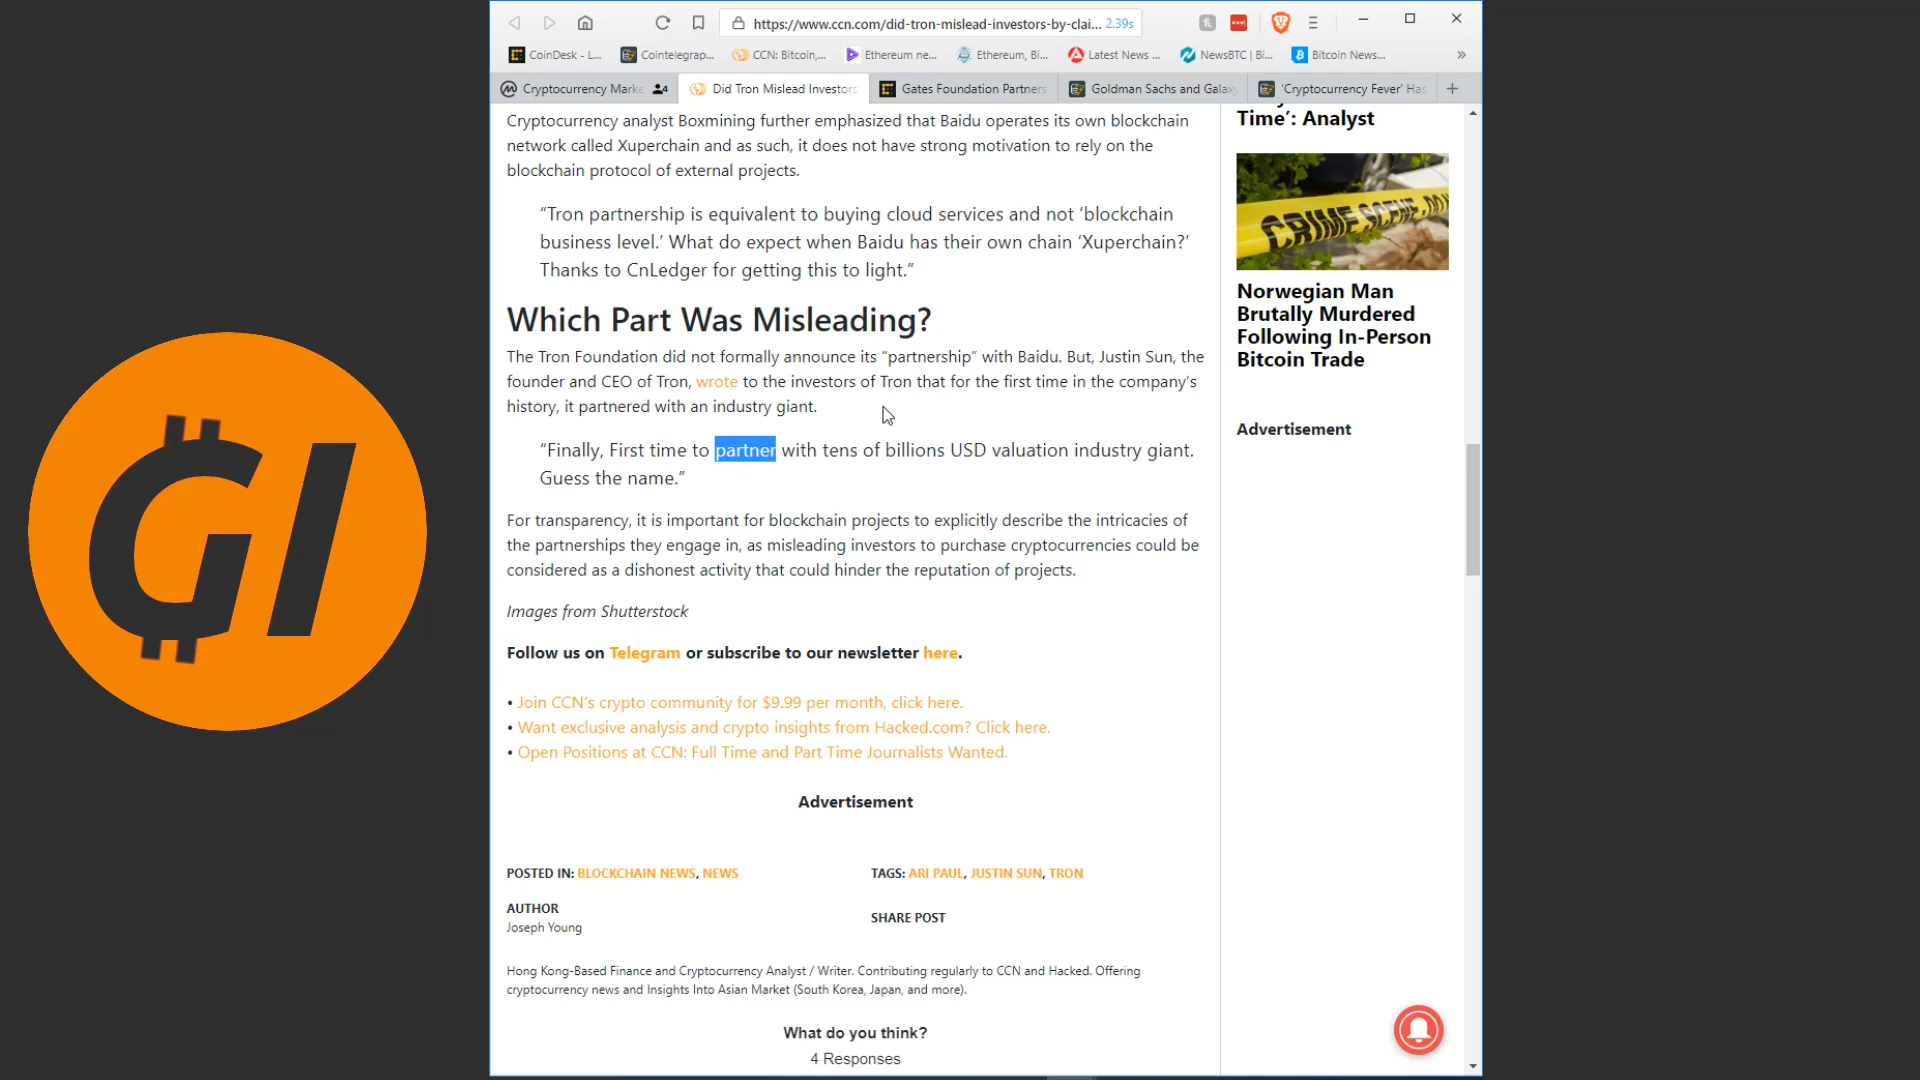 https://www.ccn.com/did-tron-mislead-investors-by-clai... 2.39s
CoinDesk - L...
Cointelegrap...
CCN: Bitcoin,...
Ethereum ne...
Ethereum, Bi...
Latest News ...
NewsBTC | Bi...
Bitcoin News...
Cryptocurrency Marke
4
Did Tron Mislead Investors
Gates Foundation Partners
Goldman Sachs and Galax
'Cryptocurrency Fever' Has
Cryptocurrency analyst Boxmining further emphasized that Baidu operates its own blockchain
network called Xuperchain and as such, it does not have strong motivation to rely on the
blockchain protocol of external projects.
“Tron partnership is equivalent to buying cloud services and not ‘blockchain
business level.’ What do expect when Baidu has their own chain ‘Xuperchain?’
Thanks to CnLedger for getting this to light.”
Which Part Was Misleading?
The Tron Foundation did not formally announce its “partnership” with Baidu. But, Justin Sun, the
founder and CEO of Tron, wrote to the investors of Tron that for the first time in the company’s
history, it partnered with an industry giant.
“Finally, First time to partner with tens of billions USD valuation industry giant.
Guess the name.”
For transparency, it is important for blockchain projects to explicitly describe the intricacies of
the partnerships they engage in, as misleading investors to purchase cryptocurrencies could be
considered as a dishonest activity that could hinder the reputation of projects.
Images from Shutterstock
Follow us on Telegram or subscribe to our newsletter here.
• Join CCN's crypto community for $9.99 per month, click here.
• Want exclusive analysis and crypto insights from Hacked.com? Click here.
• Open Positions at CCN: Full Time and Part Time Journalists Wanted.
Advertisement
POSTED IN: BLOCKCHAIN NEWS, NEWS
TAGS: ARI PAUL, JUSTIN SUN, TRON
AUTHOR
Joseph Young
SHARE POST
Hong Kong-Based Finance and Cryptocurrency Analyst / Writer. Contributing regularly to CCN and Hacked. Offering
cryptocurrency news and Insights Into Asian Market (South Korea, Japan, and more).
What do you think?
4 Responses
Time’: Analyst
CRIME SCENE DO
Norwegian Man
Brutally Murdered
Following In-Person
Bitcoin Trade
Advertisement
GI